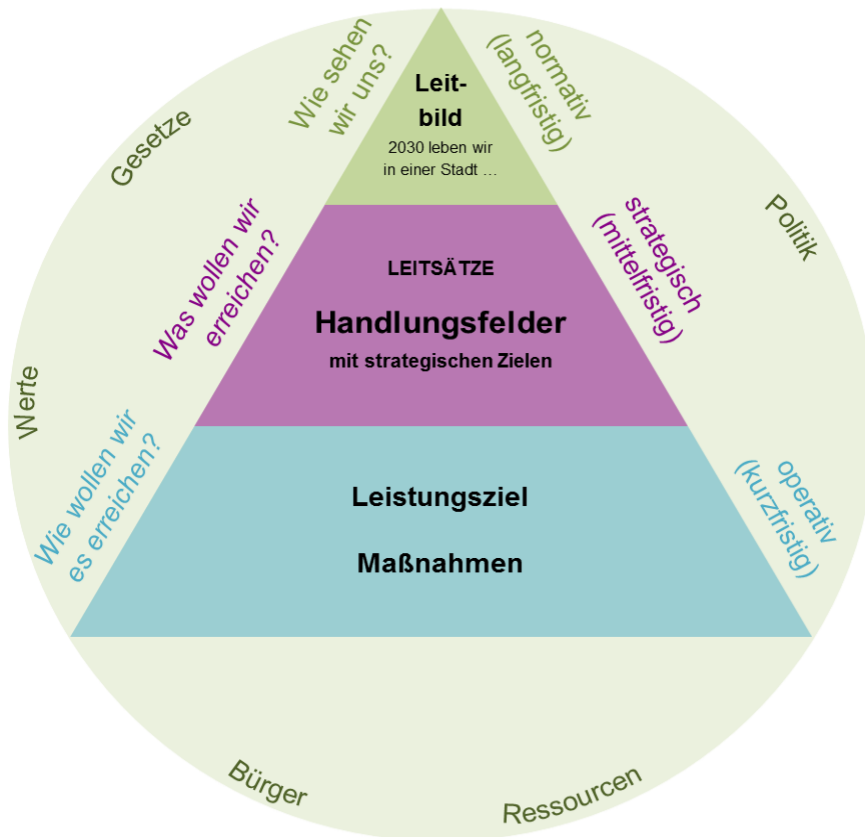 Wie sehen
wir uns?
normativ
(langfristig)
Leit-
bild
2030 leben wir
in einer Stadt ...
Gesetze
Politik
Was wollen wir
erreichen?
strategisch
(mittelfristig)
LEITSÄTZE
Handlungsfelder
mit strategischen Zielen
Werte
Wie wollen wir
es erreichen?
operativ
(kurzfristig)
Leistungsziel
Maßnahmen
Bürger
Ressourcen